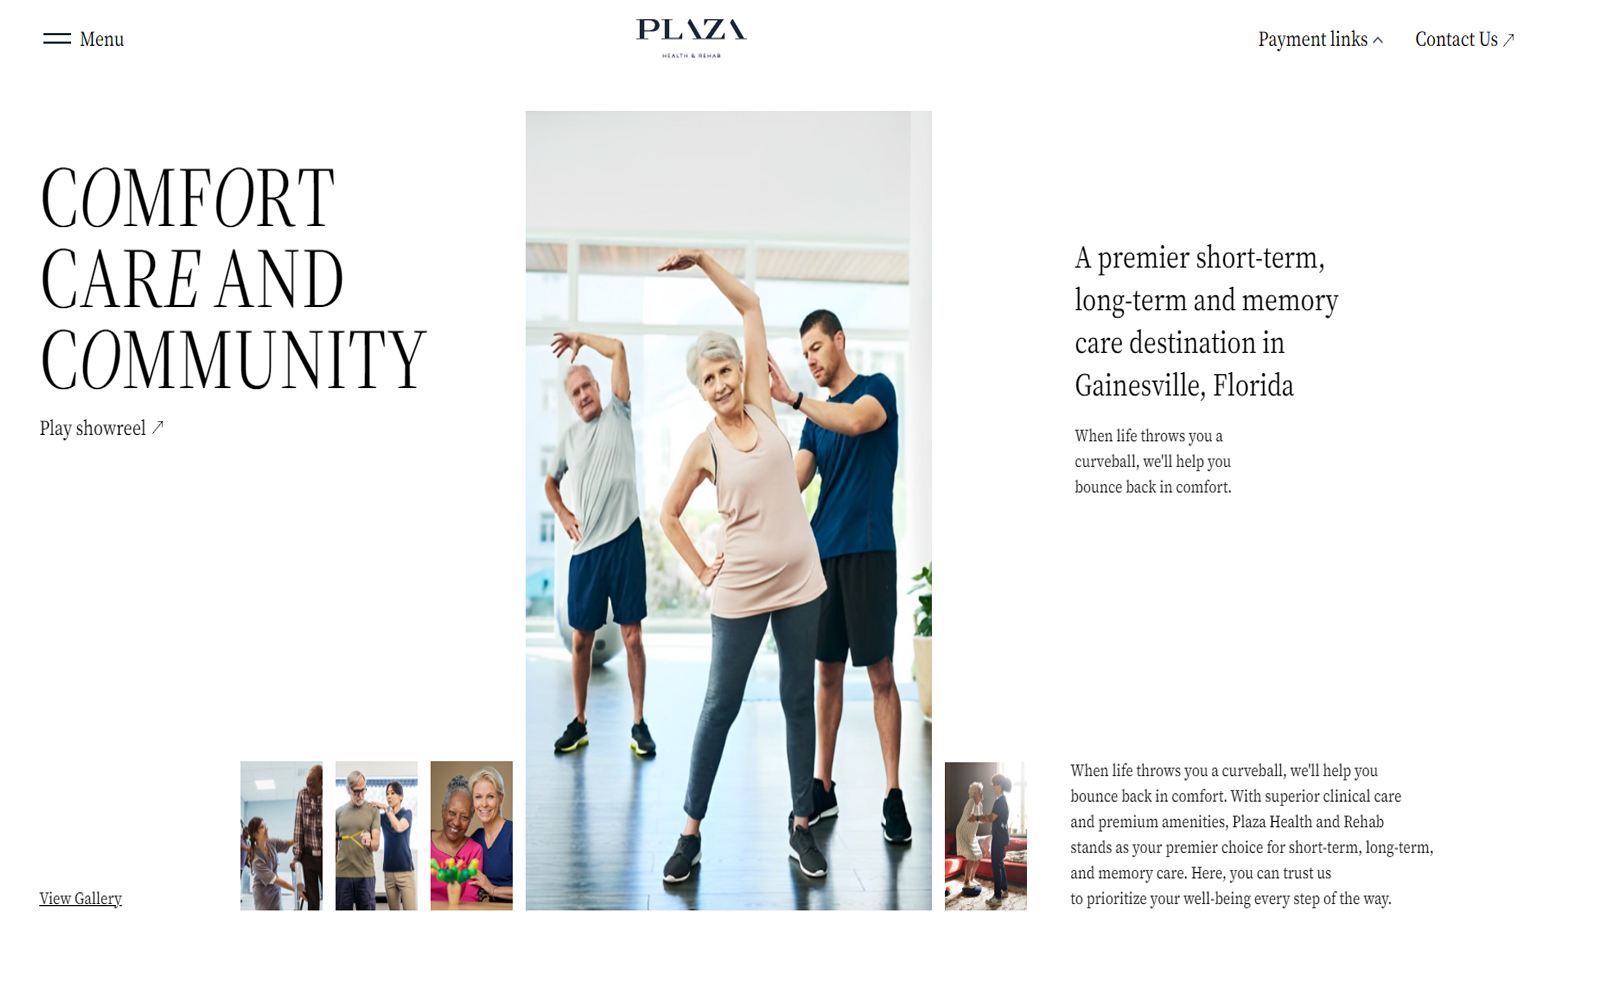 Menu
PLAZA
HEALTH & REHAB
Payment links
Contact Us
COMFORT
CARE AND
COMMUNITY
Play showreel
A premier short-term,
long-term and memory
care destination in
Gainesville, Florida
When life throws you a
curveball, we'll help you
bounce back in comfort.
View Gallery
When life throws you a curveball, we'll help you
bounce back in comfort. With superior clinical care
and premium amenities, Plaza Health and Rehab
stands as your premier choice for short-term, long-term,
and memory care. Here, you can trust us
to prioritize your well-being every step of the way.